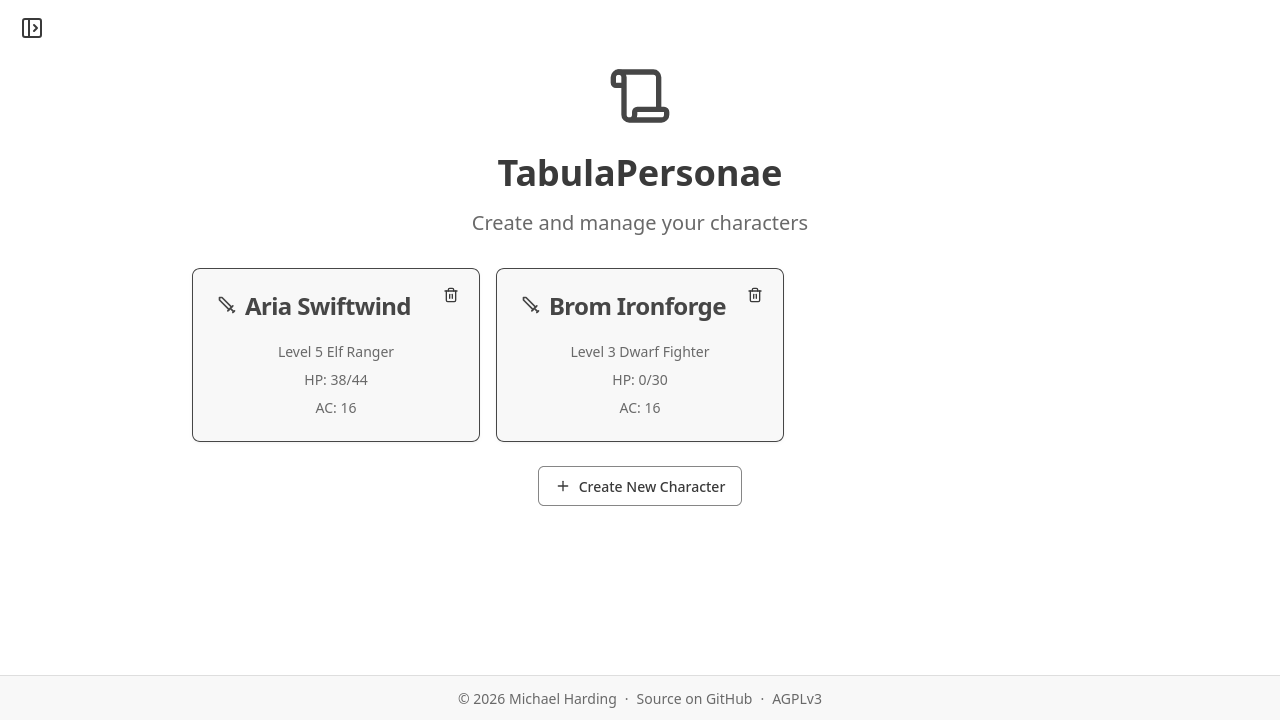 TabulaPersonae
Create and manage your characters
Aria Swiftwind
Level 5 Elf Ranger
HP: 38/44
AC: 16
Brom Ironforge
Level 3 Dwarf Fighter
HP: 0/30
AC: 16
Create New Character
© 2026 Michael Harding · Source on GitHub · AGPLv3